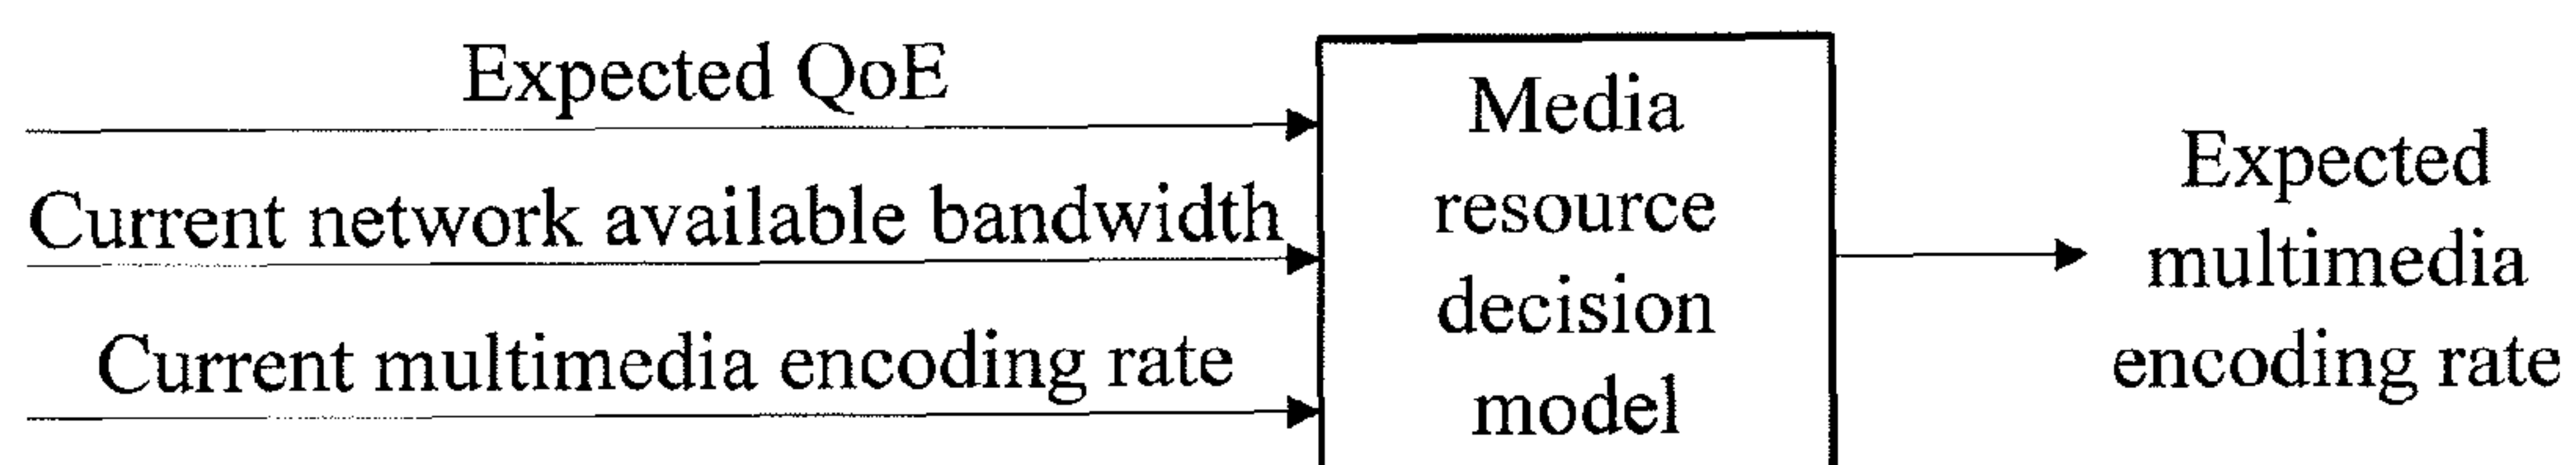 Expected QoE
Current network available bandwidth
Current multimedia encoding rate
Media
resource
decision
model
Expected
multimedia
encoding rate